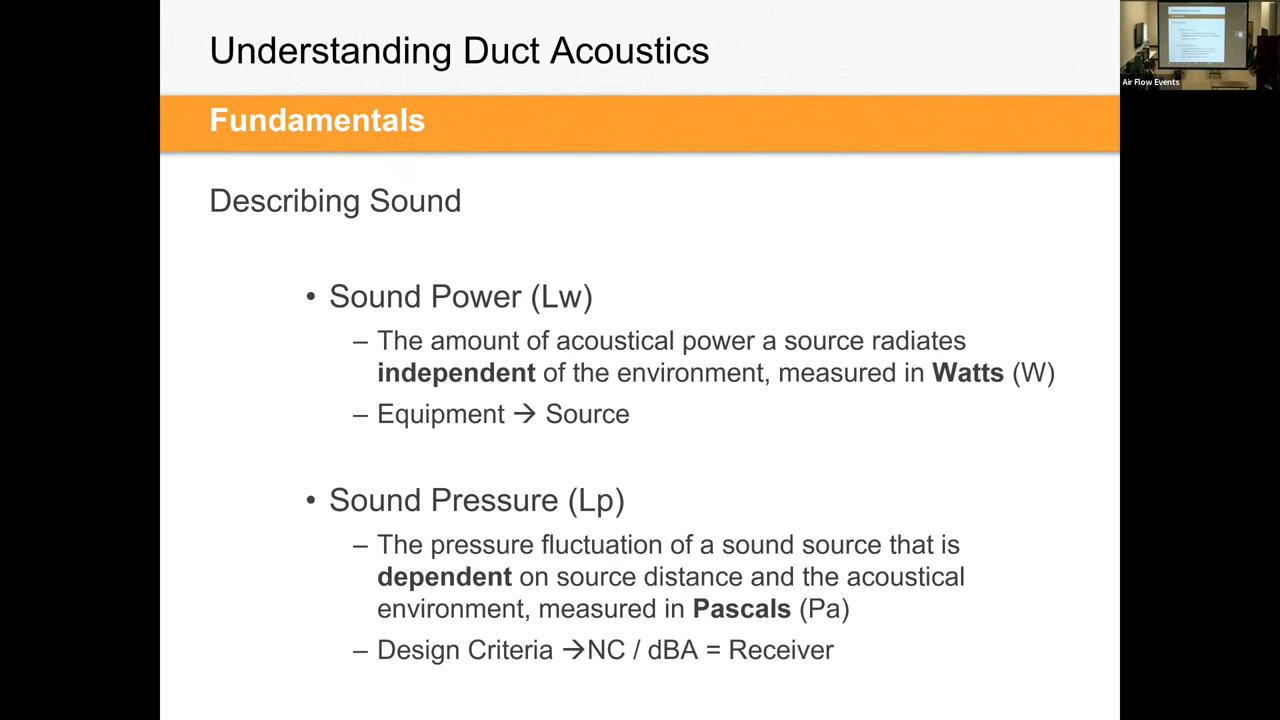 Understanding Duct Acoustics
Fundamentals
Describing Sound
• Sound Power (Lw)
– The amount of acoustical power a source radiates
independent of the environment, measured in Watts (W)
– Equipment → Source
• Sound Pressure (Lp)
– The pressure fluctuation of a sound source that is
dependent on source distance and the acoustical
environment, measured in Pascals (Pa)
– Design Criteria →NC / dBA = Receiver
Air Flow Events